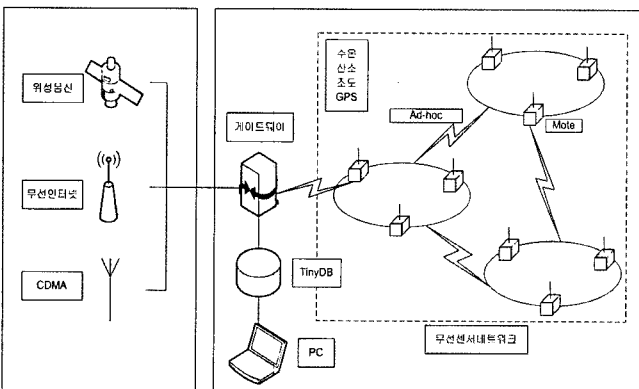 위성통신
무선인터넷
CDMA
게이트웨이
TinyDB
PC
수온
산소
조도
GPS
Ad-hoc
Mote
무선센서네트워크